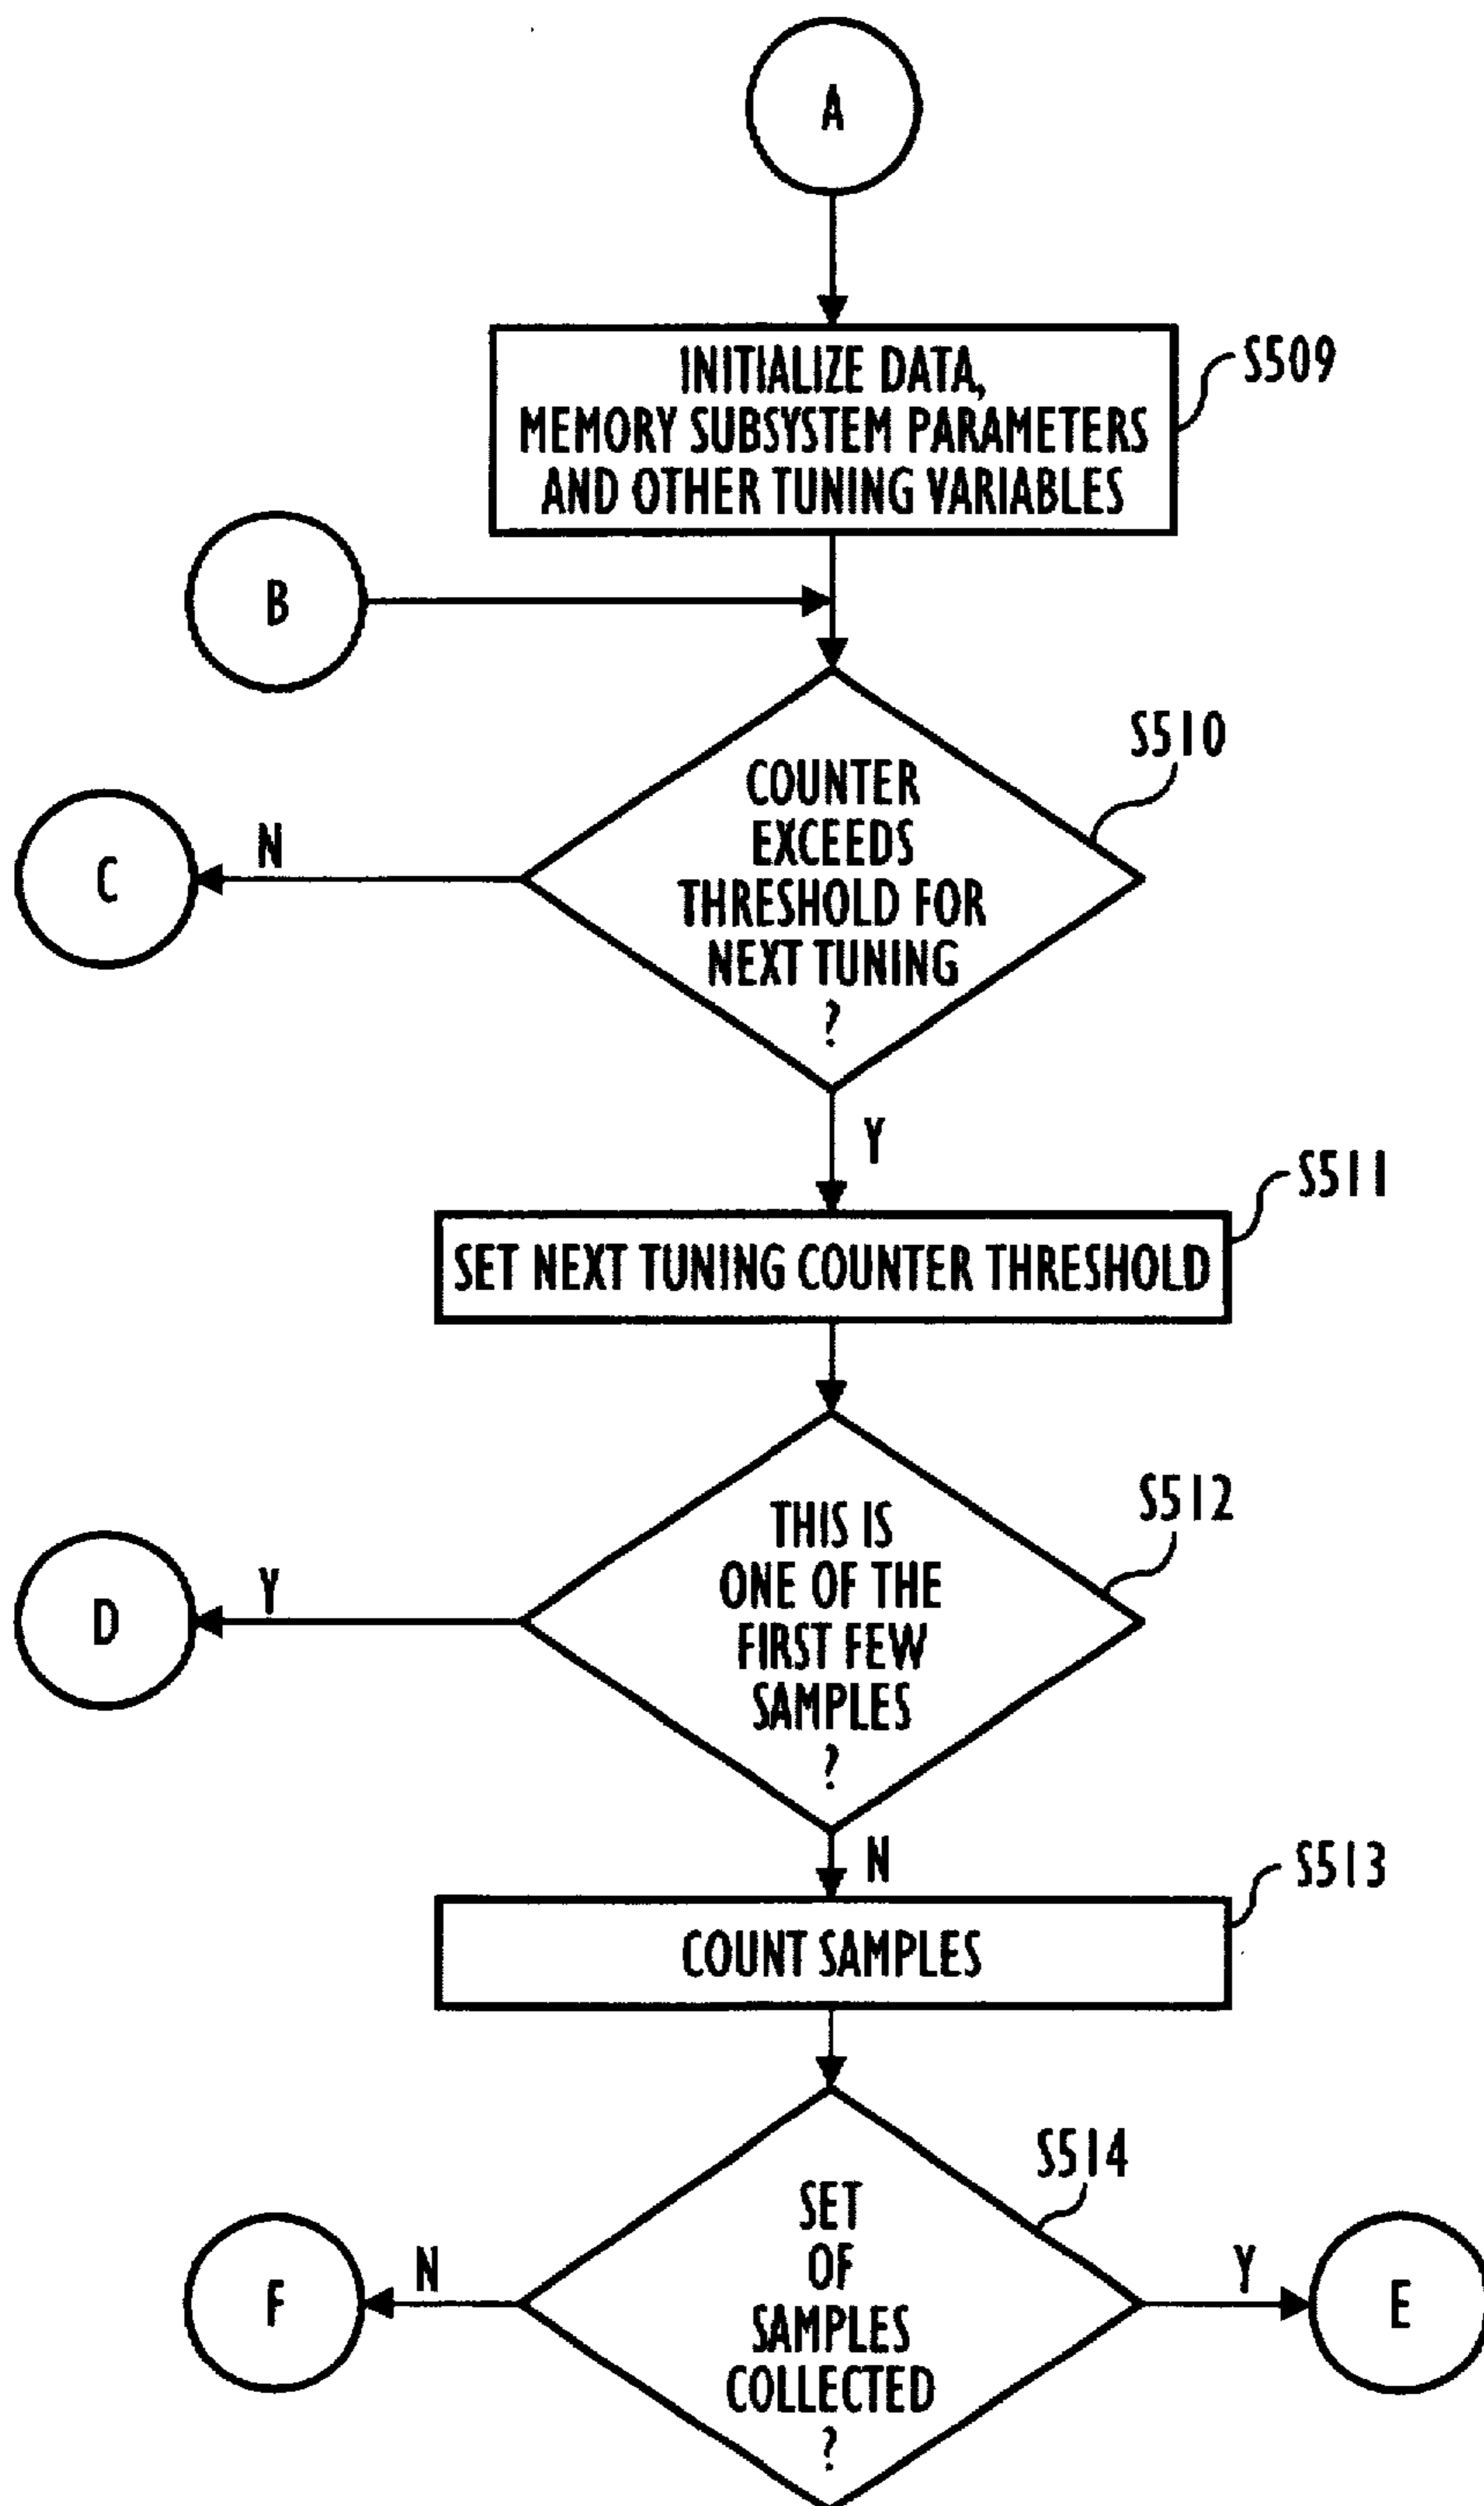 A
INITIALIZE DATA,
MEMORY SUBSYSTEM PARAMETERS
AND OTHER TUNING VARIABLES
S509
B
COUNTER
EXCEEDS
THRESHOLD FOR
NEXT TUNING
?
S510
N
C
Y
SET NEXT TUNING COUNTER THRESHOLD
S511
THIS IS
ONE OF THE
FIRST FEW
SAMPLES
?
S512
Y
D
N
COUNT SAMPLES
S513
SET
OF
SAMPLES
COLLECTED
?
S514
N
F
Y
E